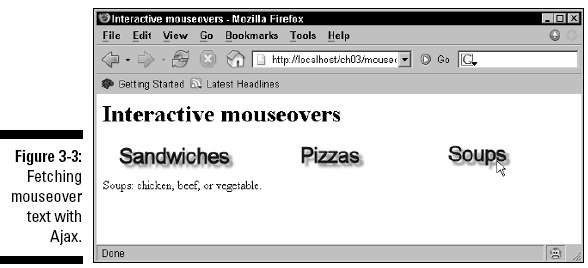 Interactive mouseovers - Mozilla Firefox
File Edit View Go Bookmarks Tools Help
http://localhost/ch03/mouseo Go
Getting Started Latest Headlines
Interactive mouseovers
Sandwiches Pizzas Soups
Soups: chicken, beef, or vegetable.
Done
Figure 3-3:
Fetching
mouseover
text with
Ajax.